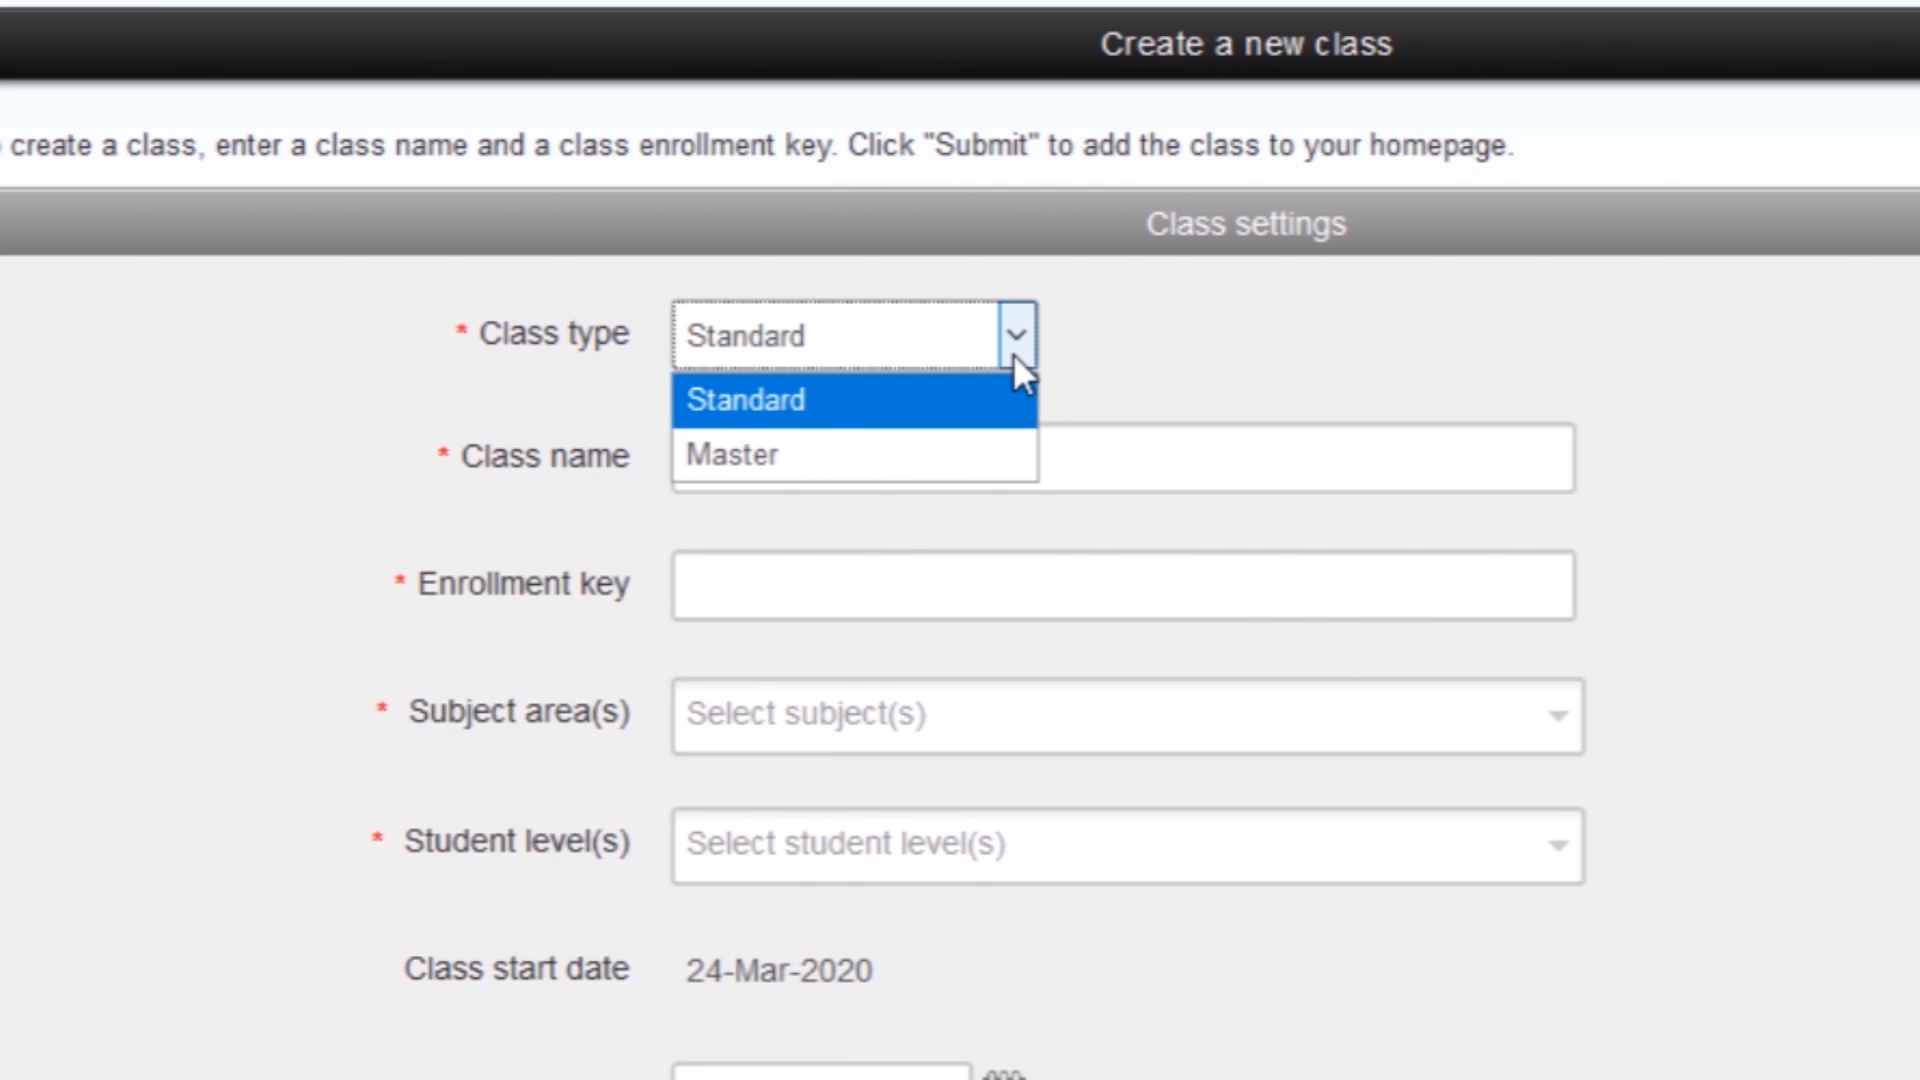 Create a new class
create a class, enter a class name and a class enrollment key. Click "Submit" to add the class to your homepage.
Class settings
* Class type Standard
Standard
Master
* Class name
* Enrollment key
* Subject area(s) Select subject(s)
* Student level(s) Select student level(s)
Class start date 24-Mar-2020